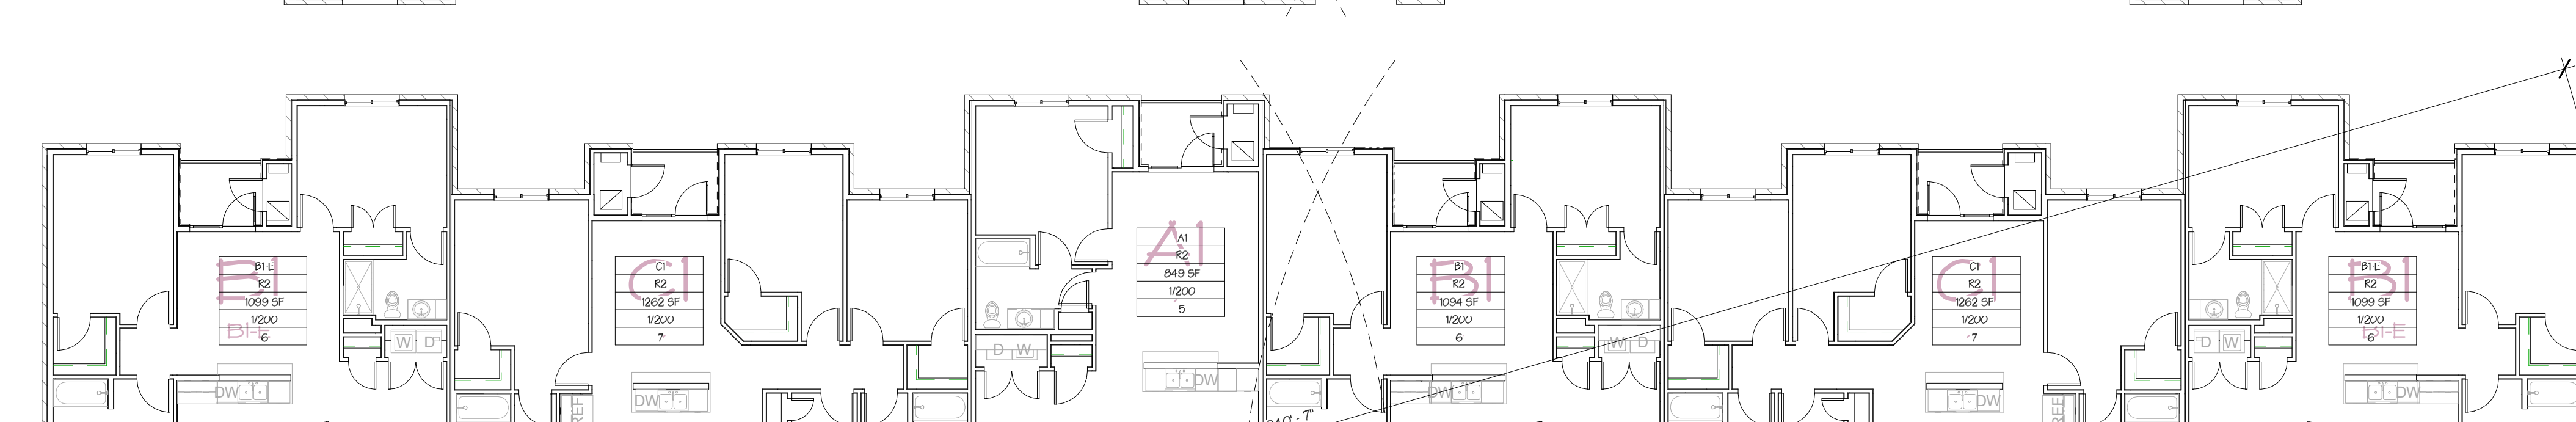 B1
B1-E
R2
1099 SF
1/200
6
B1-E
W D
DW
C1
C1
R2
1262 SF
1/200
7
REF
DW
A1
A1
R2
849 SF
1/200
5
D W
DW
B1
B1
R2
1094 SF
1/200
6
W D
DW
C1
C1
R2
1262 SF
1/200
7
DW
REF
B1
B1-E
R2
1099 SF
1/200
6
B1-E
D W
DW